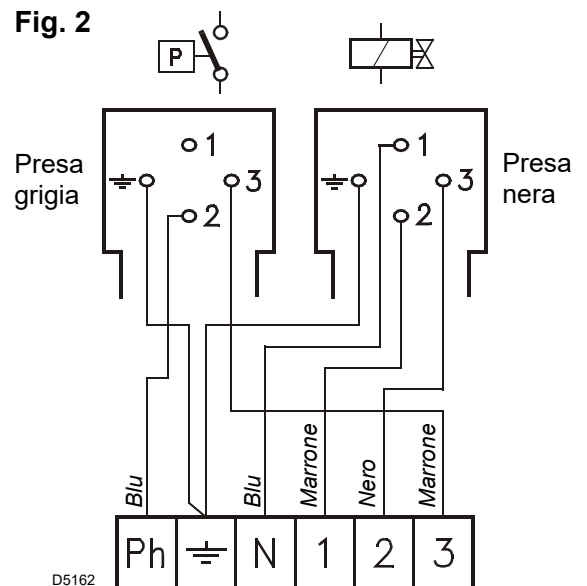 Fig. 2
P
Presa
grigia
1
3
2
Presa
nera
1
3
2
Blu
Blu
Marrone
Nero
Marrone
Ph
N
1
2
3
D5162